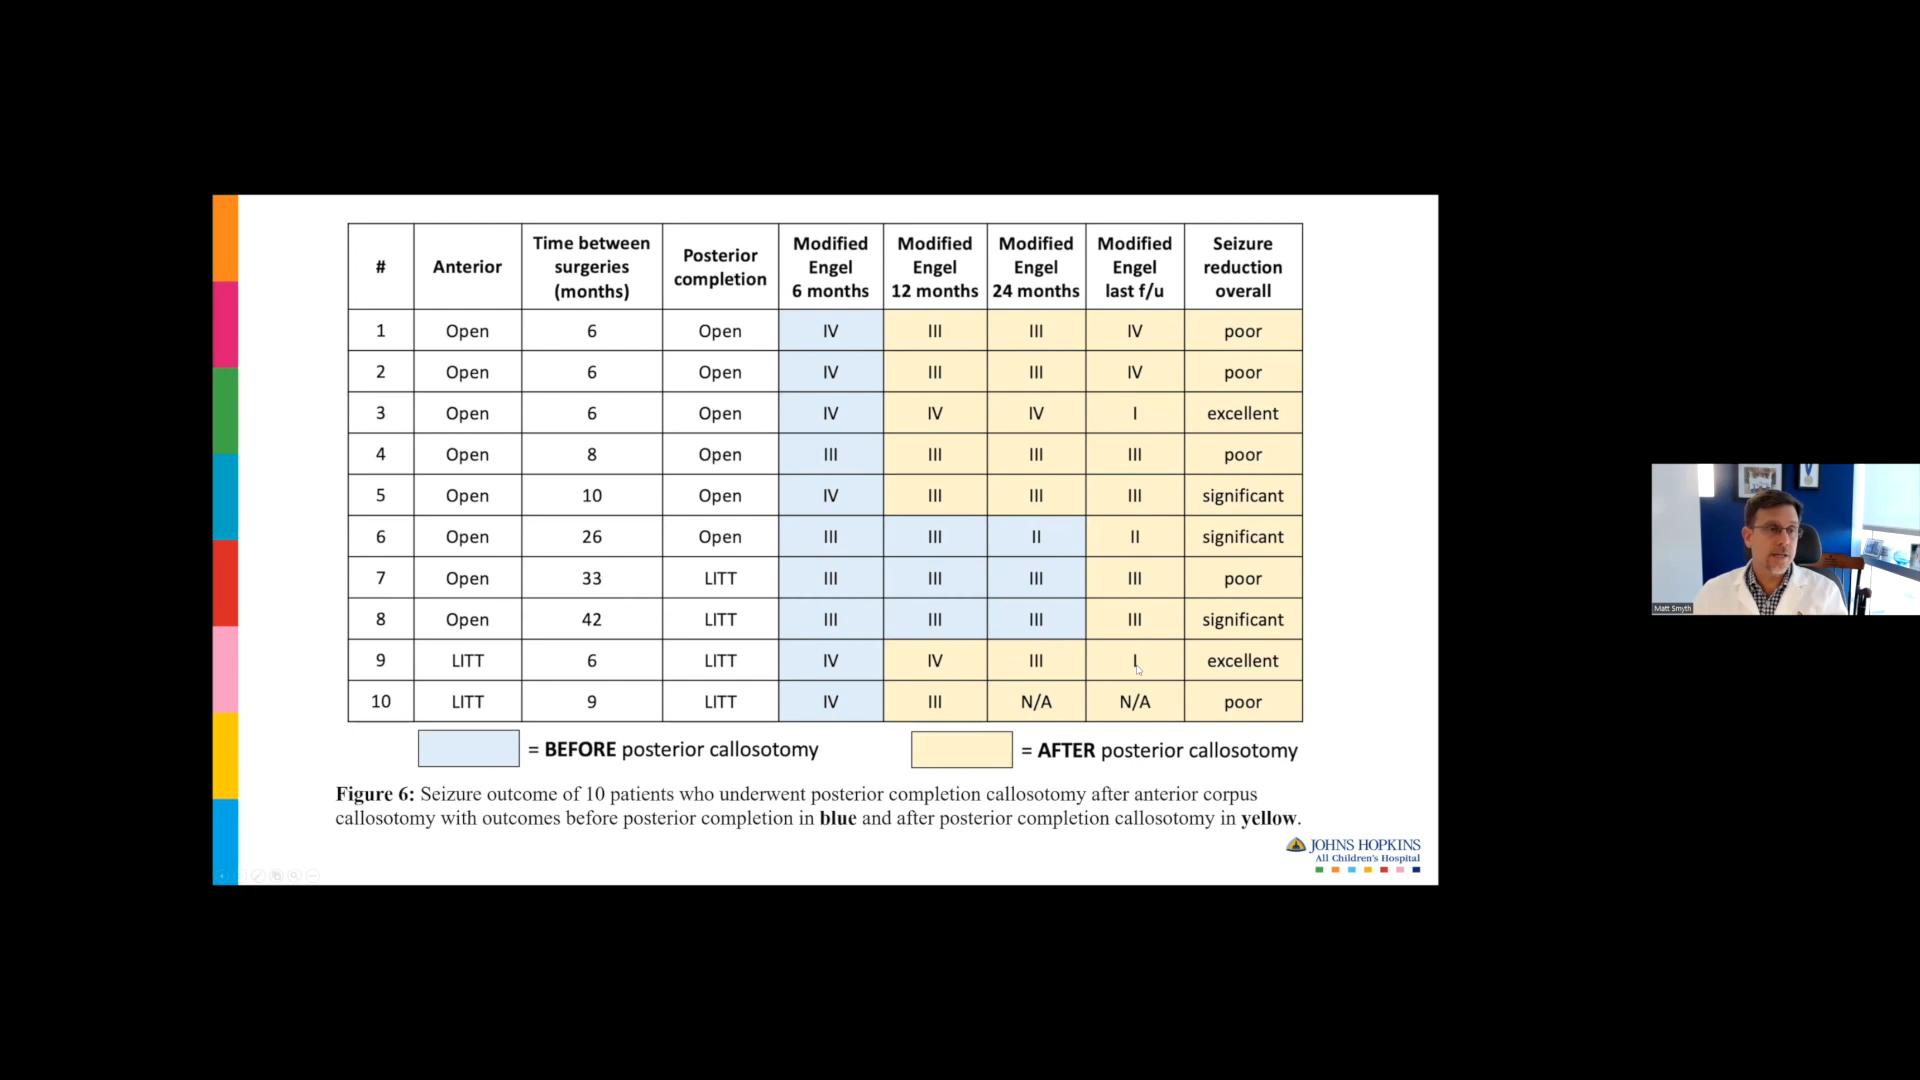 # Anterior Time between surgeries (months) Posterior completion Modified Engel 6 months Modified Engel 12 months Modified Engel 24 months Modified Engel last f/u Seizure reduction overall
1 Open 6 Open IV III III IV poor
2 Open 6 Open IV III III IV poor
3 Open 6 Open IV IV IV I excellent
4 Open 8 Open III III III III poor
5 Open 10 Open IV III III III significant
6 Open 26 Open III III II II significant
7 Open 33 LITT III III III III poor
8 Open 42 LITT III III III III significant
9 LITT 6 LITT IV IV III I excellent
10 LITT 9 LITT IV III N/A N/A poor
= BEFORE posterior callosotomy = AFTER posterior callosotomy
Figure 6: Seizure outcome of 10 patients who underwent posterior completion callosotomy after anterior corpus
callosotomy with outcomes before posterior completion in blue and after posterior completion callosotomy in yellow.
JOHNS HOPKINS
All Children's Hospital
Matt Smyth